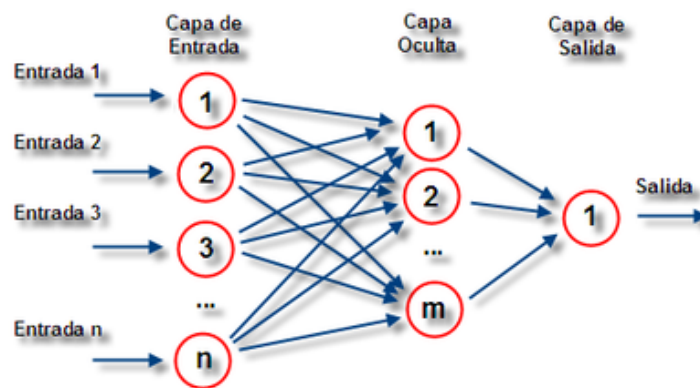 Capa de
Entrada
Capa
Oculta
Capa de
Salida
Entrada 1
1
Entrada 2
2
Entrada 3
3
...
Entrada n
n
1
2
...
m
1
Salida